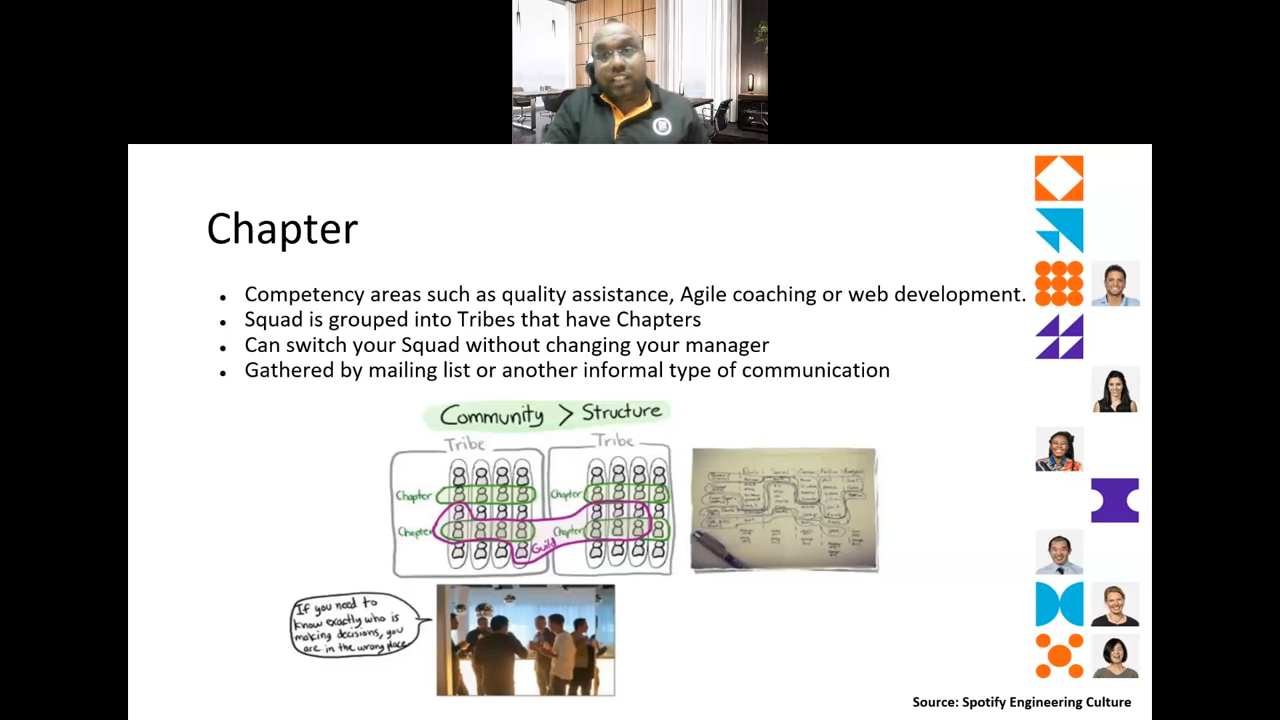 Chapter
Competency areas such as quality assistance, Agile coaching or web development.
Squad is grouped into Tribes that have Chapters
Can switch your Squad without changing your manager
Gathered by mailing list or another informal type of communication
Community > Structure
Tribe
Tribe
Chapter
Chapter
Chapter
Chapter
Guild
If you need to
know exactly who is
making decisions, you
are in the wrong place
Source: Spotify Engineering Culture